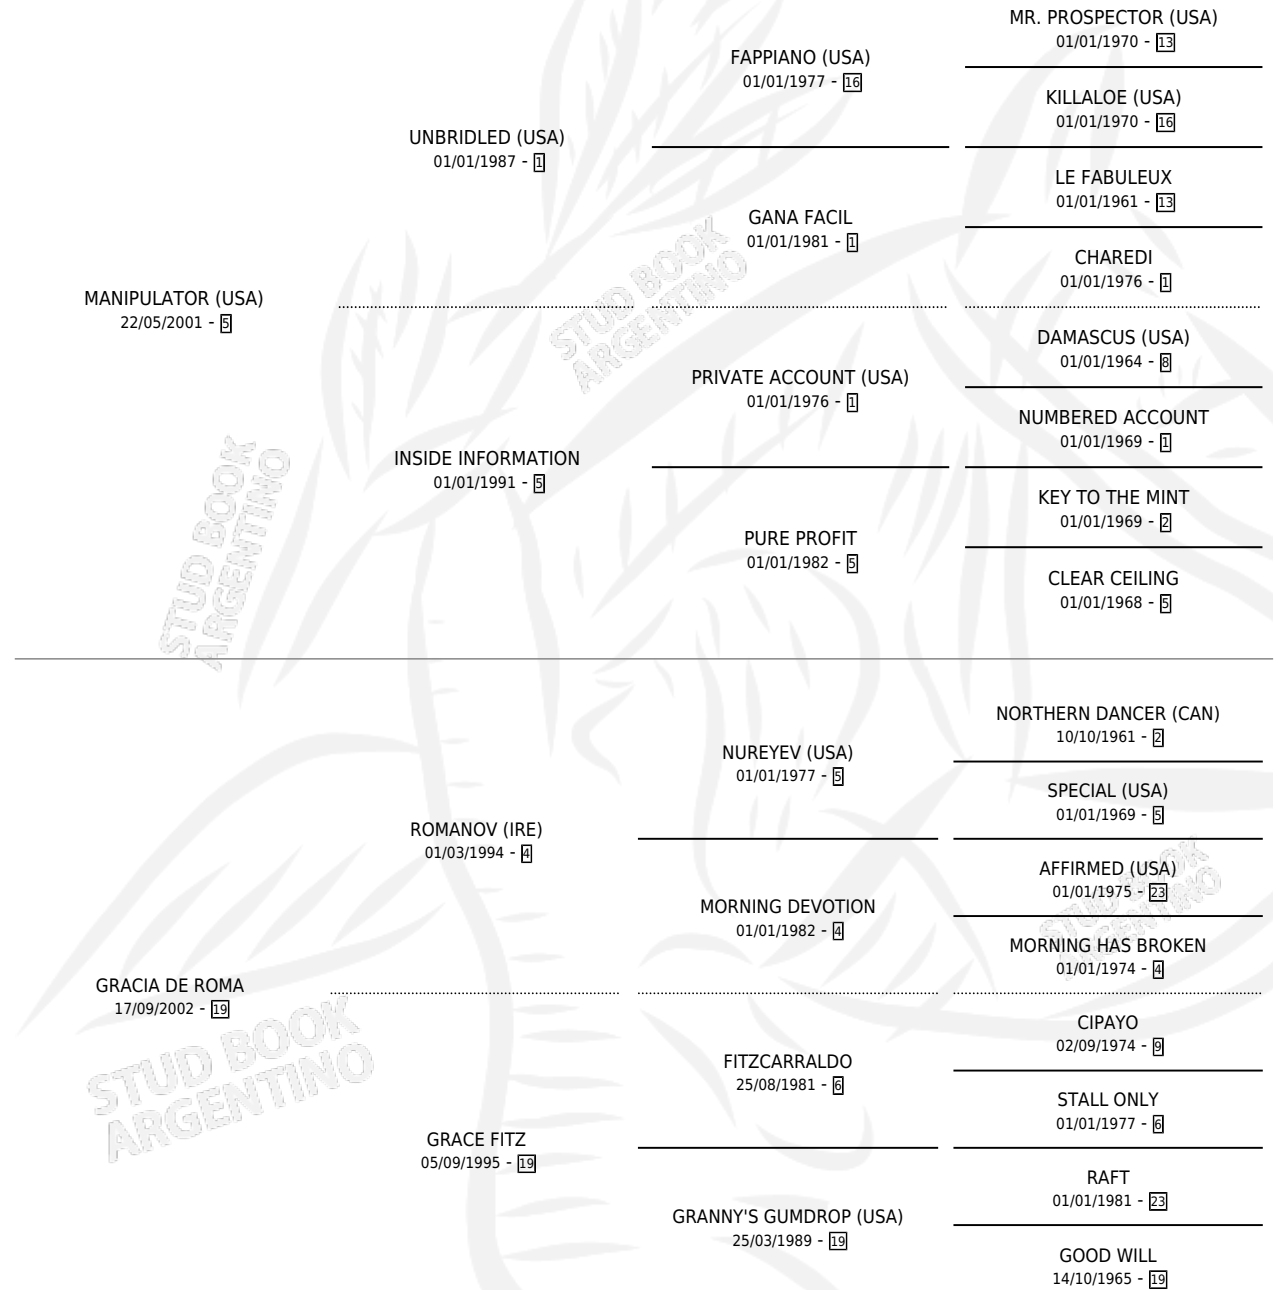 MR. PROSPECTOR (USA)
01/01/1970 - 13
FAPPIANO (USA)
01/01/1977 - 16
KILLALOE (USA)
01/01/1970 - 16
UNBRIDLED (USA)
01/01/1987 - 1
LE FABULEUX
01/01/1961 - 13
GANA FACIL
01/01/1981 - 1
CHAREDI
01/01/1976 - 1
MANIPULATOR (USA)
22/05/2001 - 5
STUD BOOK
ARGENTINO
DAMASCUS (USA)
01/01/1964 - 8
PRIVATE ACCOUNT (USA)
01/01/1976 - 1
NUMBERED ACCOUNT
01/01/1969 - 1
INSIDE INFORMATION
01/01/1991 - 5
KEY TO THE MINT
01/01/1969 - 2
PURE PROFIT
01/01/1982 - 5
CLEAR CEILING
01/01/1968 - 5
STUD BOOK
ARGENTINO
NORTHERN DANCER (CAN)
10/10/1961 - 2
NUREYEV (USA)
01/01/1977 - 5
SPECIAL (USA)
01/01/1969 - 5
ROMANOV (IRE)
01/03/1994 - 4
AFFIRMED (USA)
01/01/1975 - 23
MORNING DEVOTION
01/01/1982 - 4
STUD BOOK
ARGENTINO
MORNING HAS BROKEN
01/01/1974 - 4
GRACIA DE ROMA
17/09/2002 - 19
STUD BOOK
ARGENTINO
CIPAYO
02/09/1974 - 9
FITZCARRALDO
25/08/1981 - 6
STALL ONLY
01/01/1977 - 6
GRACE FITZ
05/09/1995 - 19
RAFT
01/01/1981 - 23
GRANNY'S GUMDROP (USA)
25/03/1989 - 19
GOOD WILL
14/10/1965 - 19